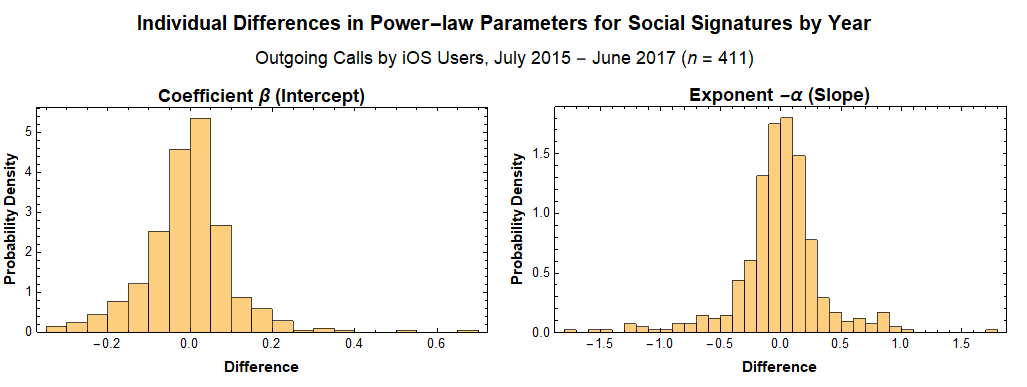 Individual Differences in Power−law Parameters for Social Signatures by Year
Outgoing Calls by iOS Users, July 2015 − June 2017 (n = 411)
Coefficient β (Intercept)
Probability Density
5
4
3
2
1
0
−0.2 0.0 0.2 0.4 0.6
Difference
Exponent −α (Slope)
Probability Density
1.5
1.0
0.5
0.0
−1.5 −1.0 −0.5 0.0 0.5 1.0 1.5
Difference